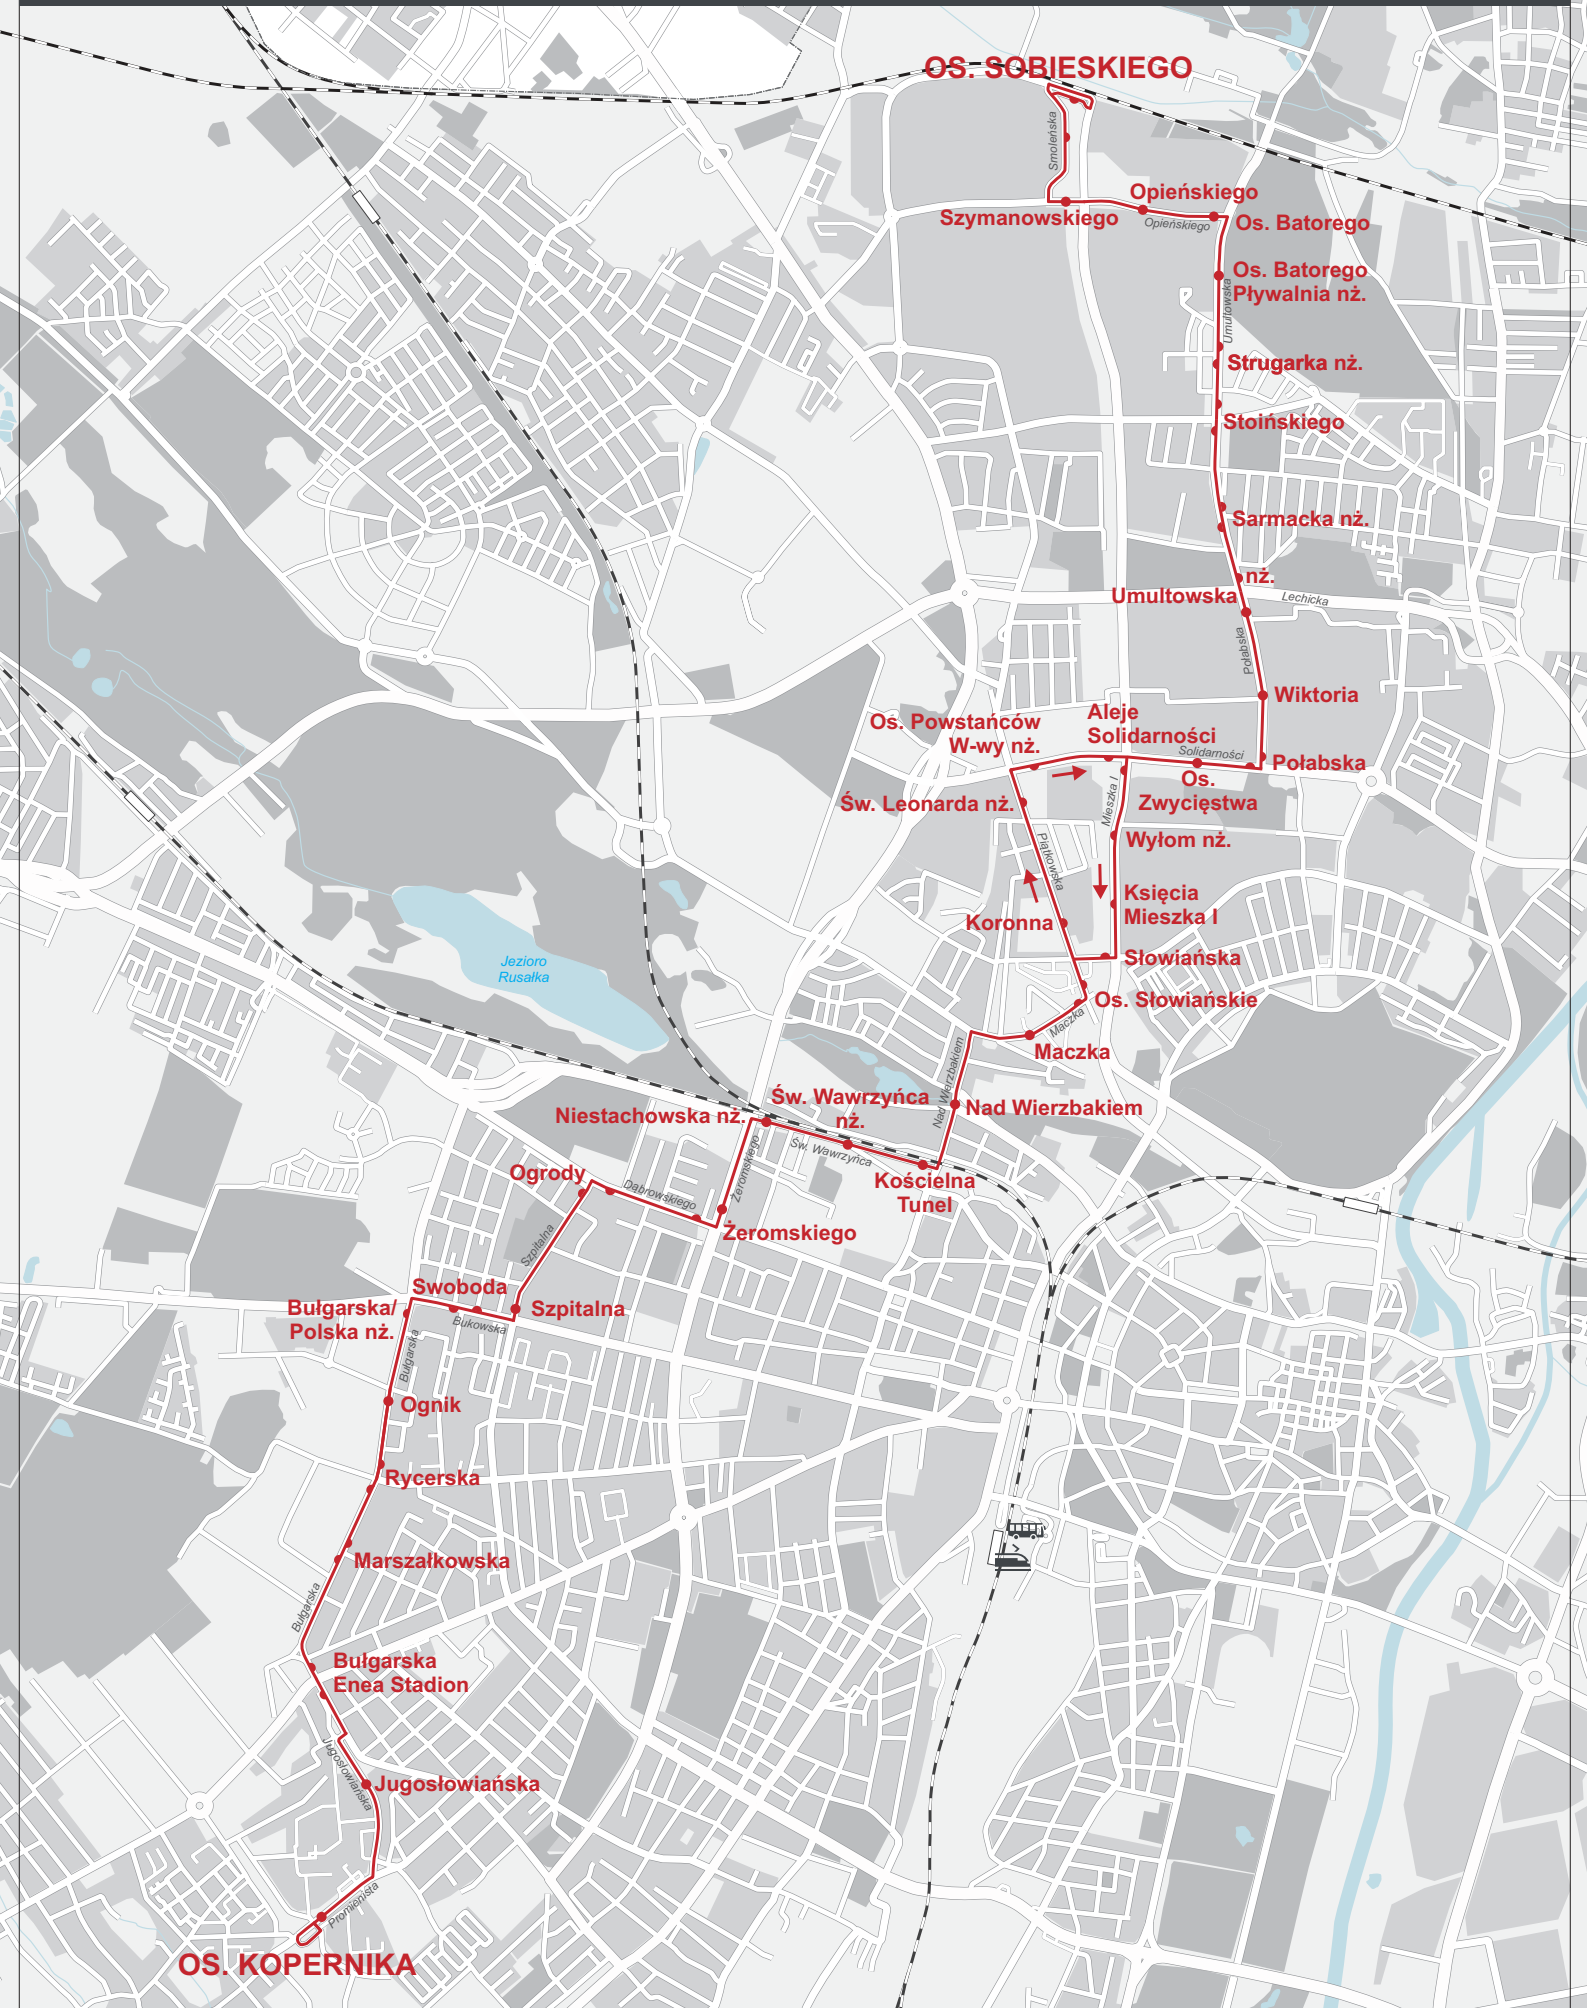 OS. SOBIESKIEGO
Smoleńska
Opieńskiego
Szymanowskiego
Opieńskiego
Os. Batorego
Os. Batorego
Pływalnia nż.
Umultowska
Strugarka nż.
Stoińskiego
Sarmacka nż.
nż.
Umultowska
Lechicka
Połabska
Wiktoria
Os. Powstańców
W-wy nż.
Aleje
Solidarności
Solidarności
Połabska
Os.
Zwycięstwa
Św. Leonarda nż.
Mieszka I
Wyłom nż.
Piątkowska
Księcia
Mieszka I
Koronna
Słowiańska
Jezioro
Rusałka
Os. Słowiańskie
Maczka
Maczka
Nad Wierzbakiem
Nad Wierzbakiem
Św. Wawrzyńca
nż.
Niestachowska nż.
Św. Wawrzyńca
Żeromskiego
Kościelna
Tunel
Ogrody
Dąbrowskiego
Żeromskiego
Szpitalna
Swoboda
Szpitalna
Bułgarska/
Polska nż.
Bukowska
Bułgarska
Ognik
Rycerska
Marszałkowska
Bułgarska
Bułgarska
Enea Stadion
Jugosłowiańska
Jugosłowiańska
Promienista
OS. KOPERNIKA